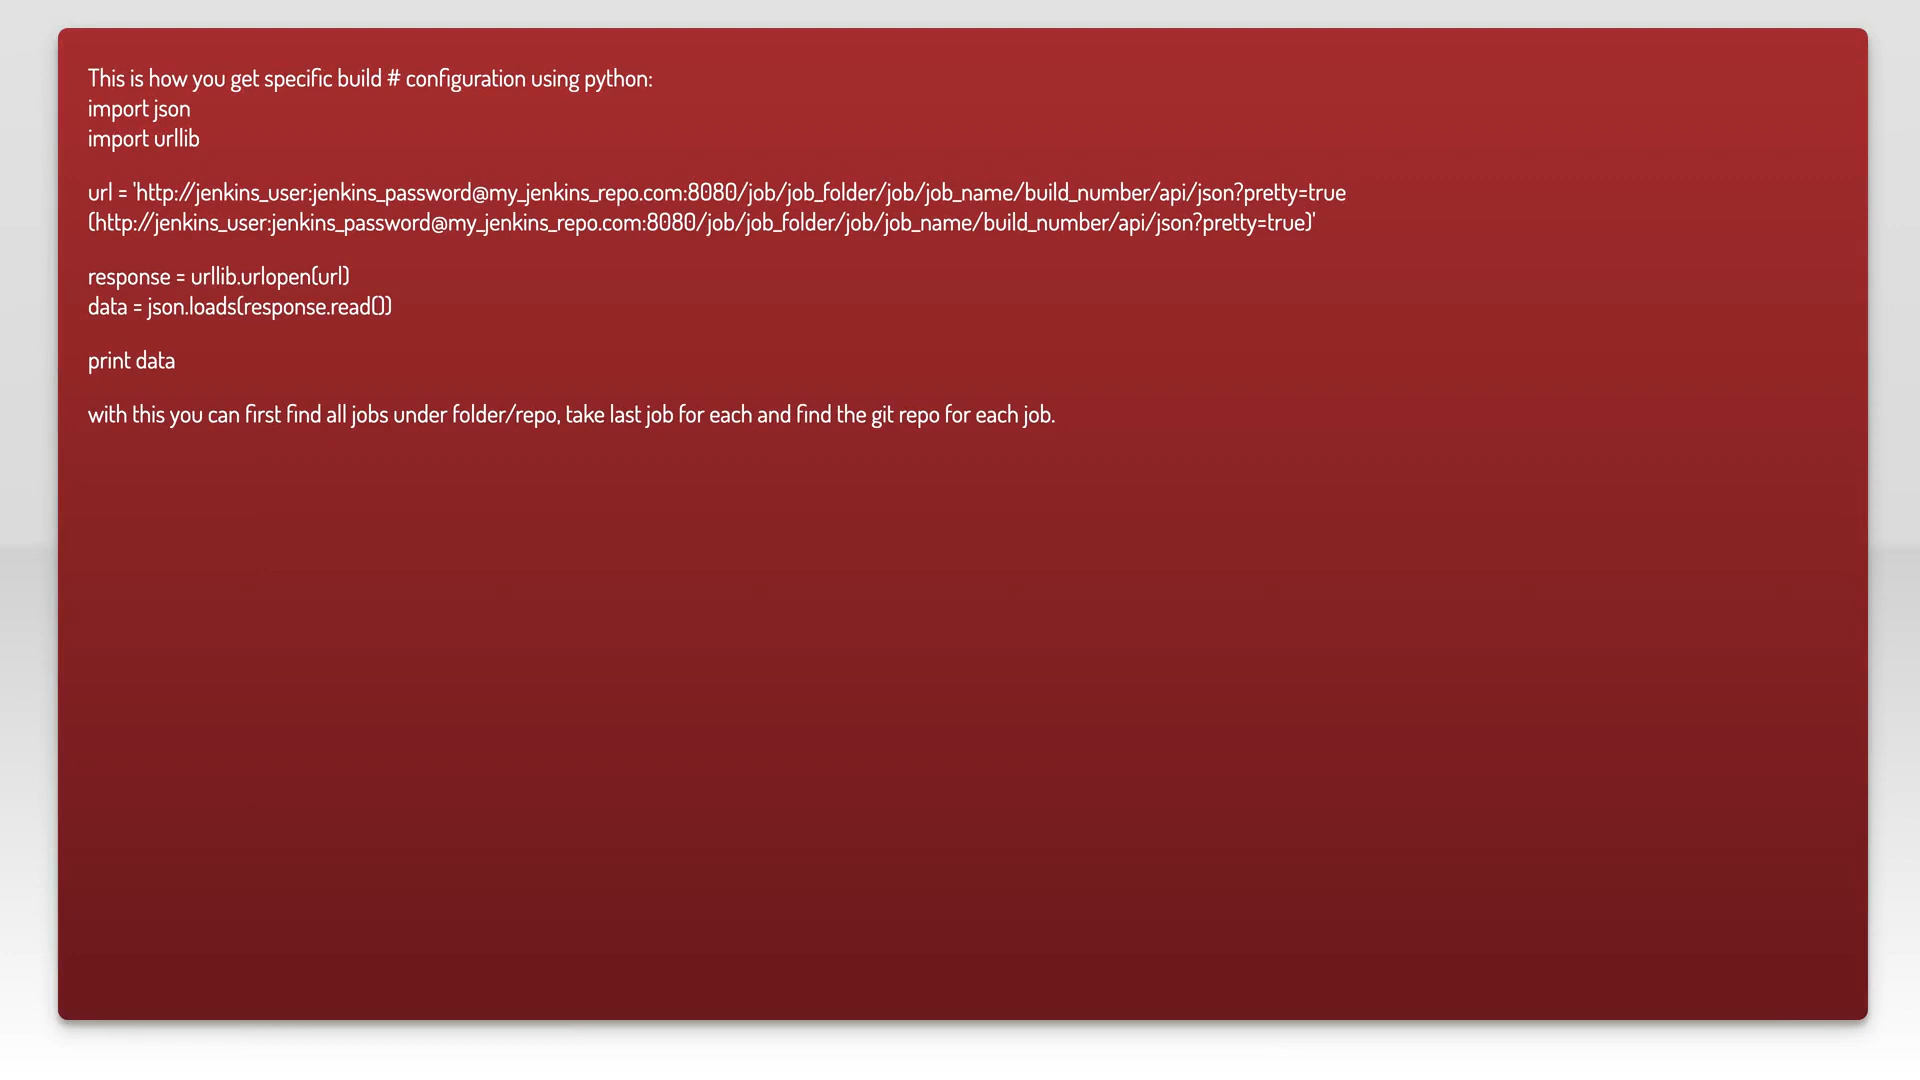 This is how you get specific build # configuration using python:
import json
import urllib
url = 'http://jenkins_user:jenkins_password@my_jenkins_repo.com:8080/job/job_folder/job/job_name/build_number/api/json?pretty=true
(http://jenkins_user:jenkins_password@my_jenkins_repo.com:8080/job/job_folder/job/job_name/build_number/api/json?pretty=true)'
response = urllib.urlopen(url)
data = json.loads(response.read())
print data
with this you can first find all jobs under folder/repo, take last job for each and find the git repo for each job.